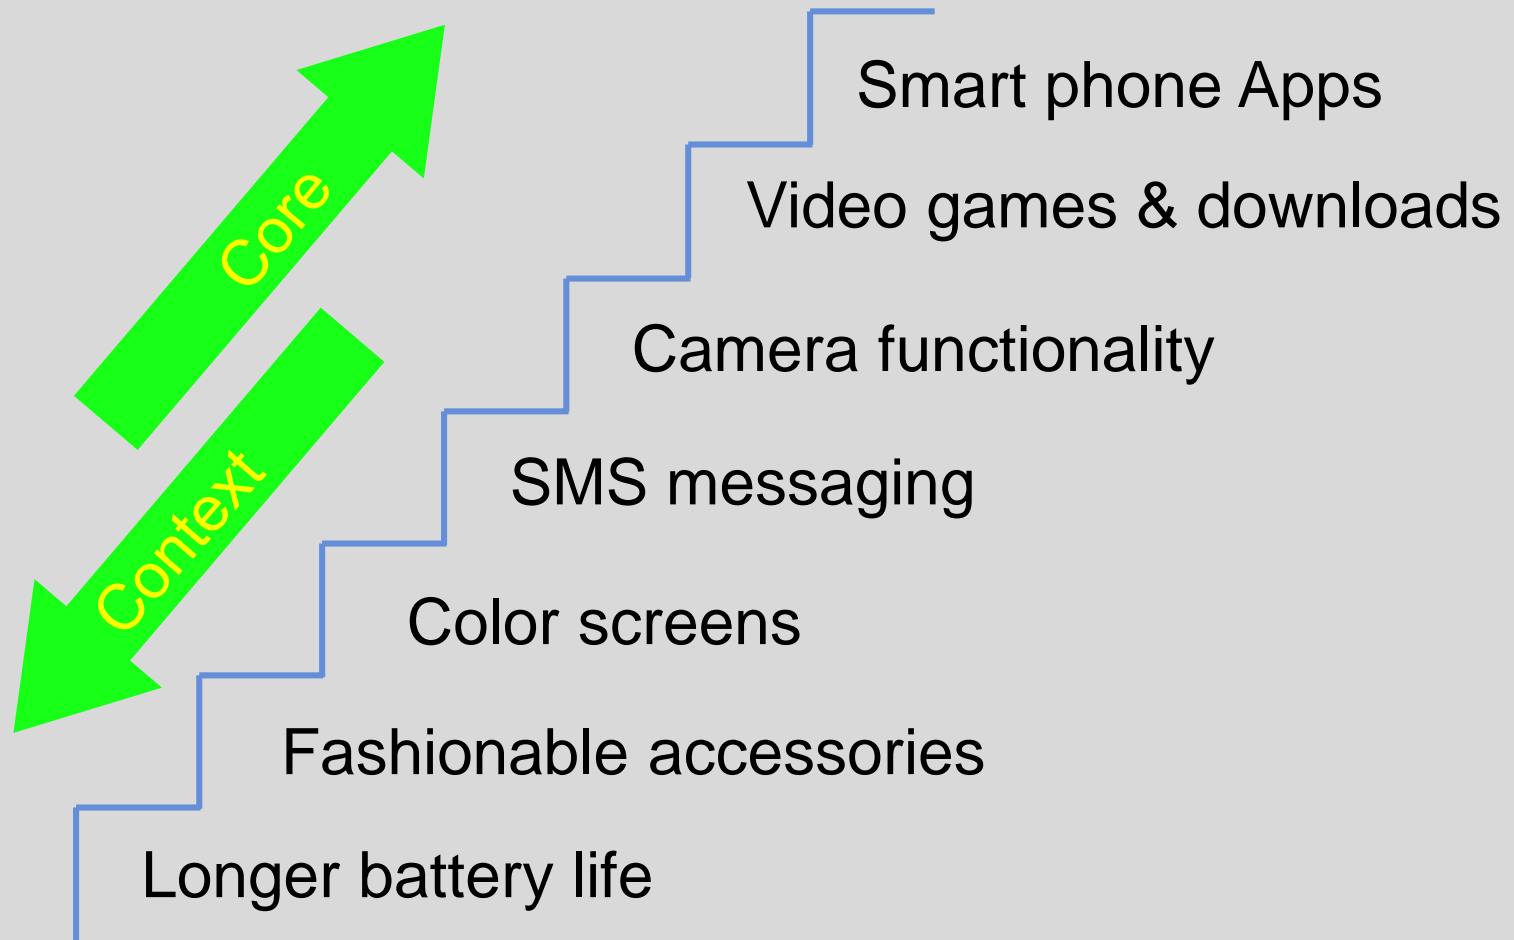 Smart phone Apps
Core
Video games & downloads
Camera functionality
SMS messaging
Context
Color screens
Fashionable accessories
Longer battery life